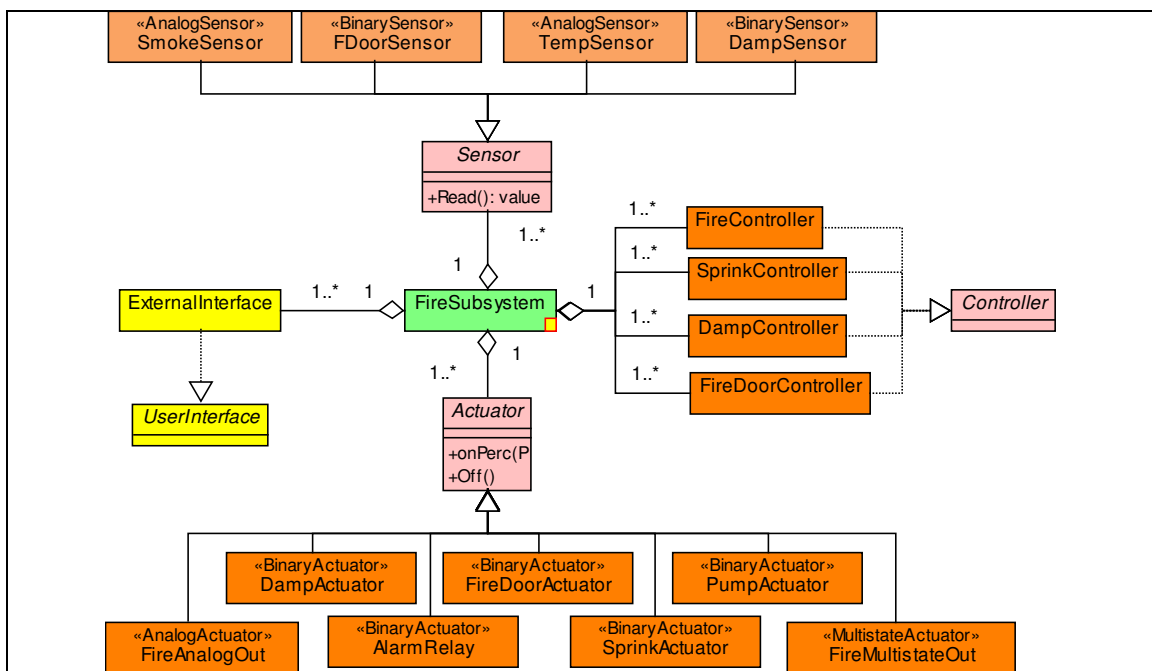 «AnalogSensor»
SmokeSensor
«BinarySensor»
FDoorSensor
«AnalogSensor»
TempSensor
«BinarySensor»
DampSensor
Sensor
+Read(): value
1..*
1
ExternalInterface
1..*
1
FireSubsystem
1
1..*
FireController
1..*
SprinkController
1..*
DampController
1..*
FireDoorController
Controller
UserInterface
1
1..*
Actuator
+onPerc(P
+Off()
«BinaryActuator»
DampActuator
«BinaryActuator»
FireDoorActuator
«BinaryActuator»
PumpActuator
«AnalogActuator»
FireAnalogOut
«BinaryActuator»
AlarmRelay
«BinaryActuator»
SprinkActuator
«MultistateActuator»
FireMultistateOut